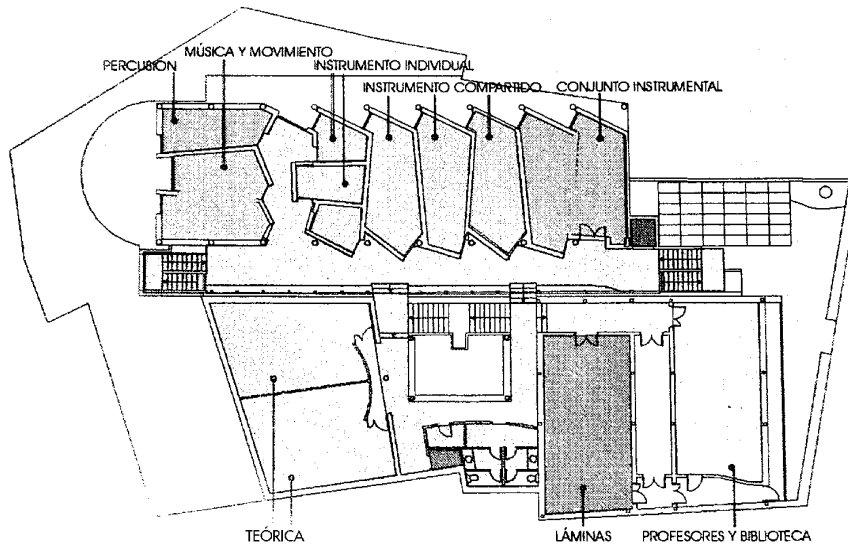 MÚSICA Y MOVIMIENTO
PERCUSIÓN
INSTRUMENTO INDIVIDUAL
INSTRUMENTO COMPARTIDO
CONJUNTO INSTRUMENTAL
TEÓRICA
LÁMINAS
PROFESORES Y BIBLIOTECA